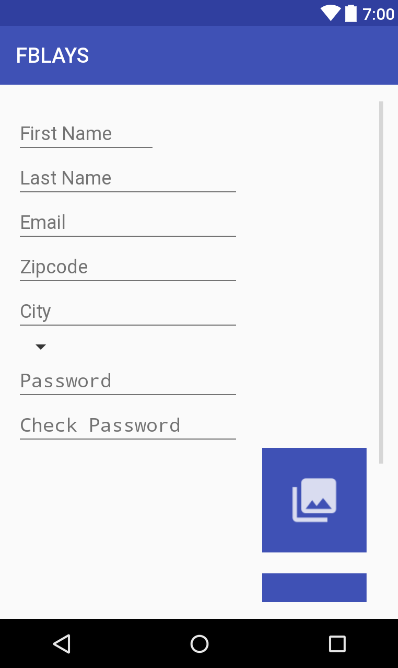 7:00
FBLAYS
First Name
Last Name
Email
Zipcode
City
Password
Check Password